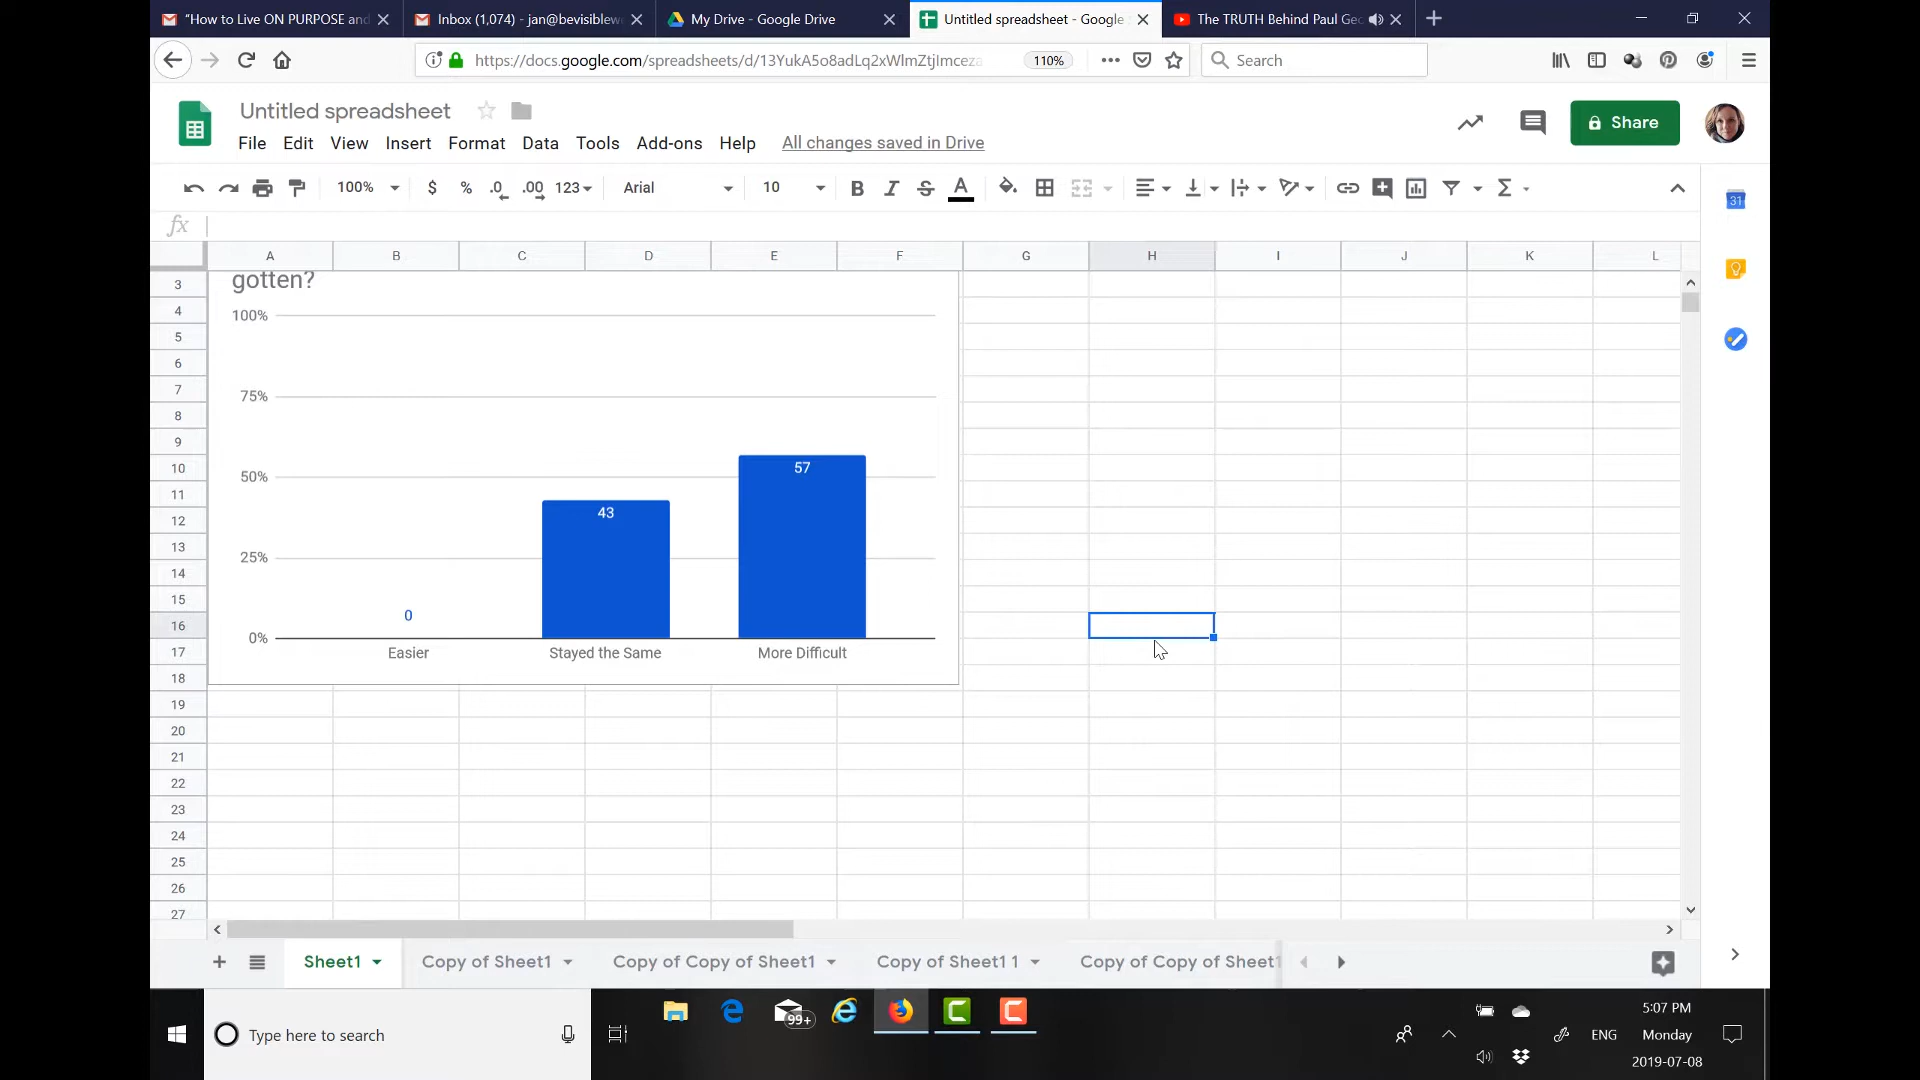 "How to Live ON PURPOSE and
Inbox (1,074) - jan@bevisiblewe
My Drive - Google Drive
Untitled spreadsheet - Google
The TRUTH Behind Paul Geo
https://docs.google.com/spreadsheets/d/13YukA5o8adLq2xWlmZtjImceza
110%
Search
Untitled spreadsheet
File Edit View Insert Format Data Tools Add-ons Help All changes saved in Drive
Share
100% $ % .0 .00 123 Arial 10 B I S A Σ
31
fx
A B C D E F G H I J K L
gotten?
3
4
5
6
7
8
9
10
11
12
13
14
15
16
17
18
19
20
21
22
23
24
25
26
27
100%
75%
50%
25%
0%
0
43
57
Easier Stayed the Same More Difficult
Sheet1 Copy of Sheet1 Copy of Copy of Sheet1 Copy of Sheet1 1 Copy of Copy of Sheet1
Type here to search
99+
ENG
5:07 PM
Monday
2019-07-08